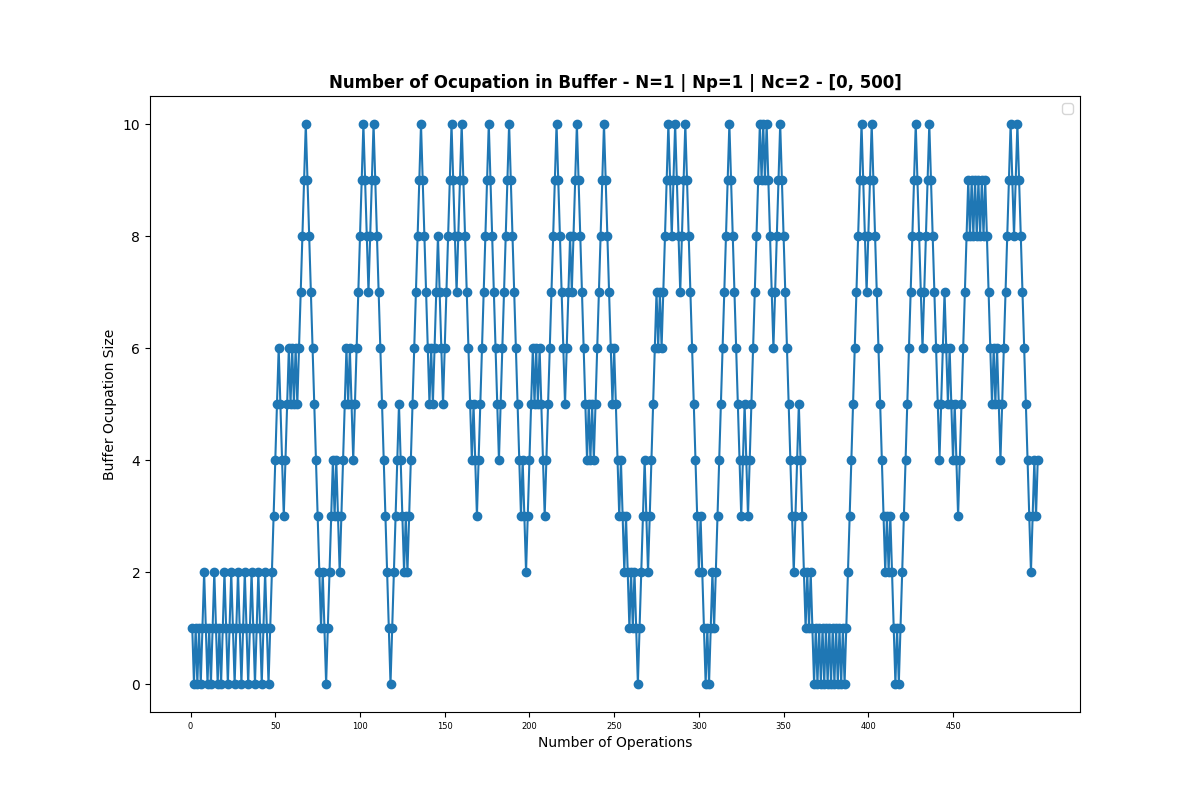 Number of Ocupation in Buffer - N=1 | Np=1 | Nc=2 - [0, 500]
10
8
6
4
2
0
Buffer Ocupation Size
0 50 100 150 200 250 300 350 400 450
Number of Operations